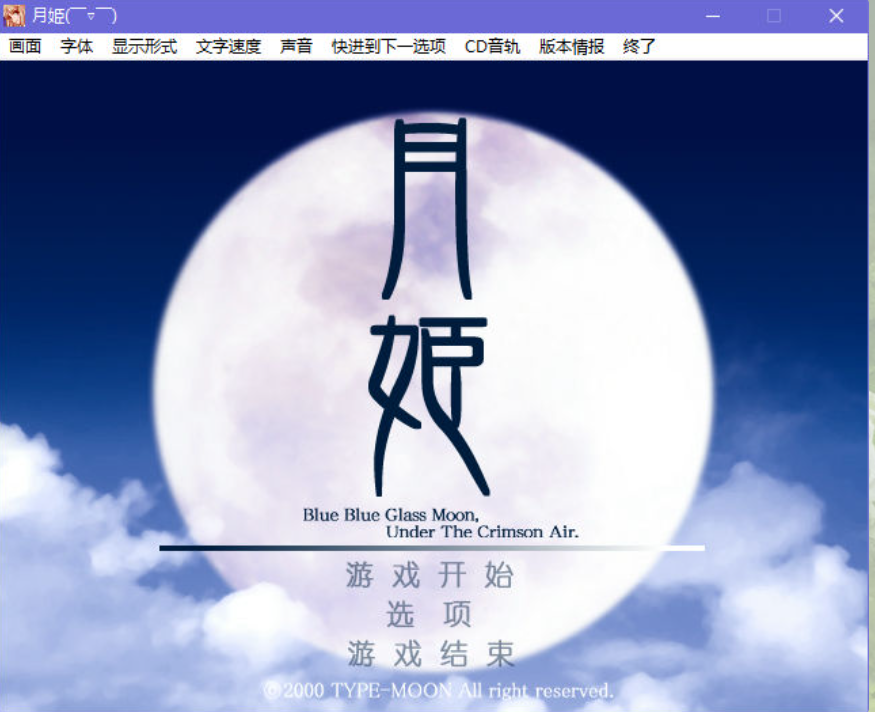 月姫(￣▽￣)
画面 字体 显示形式 文字速度 声音 快进到下一选项 CD音轨 版本情报 终了
月
姫
Blue Blue Glass Moon,
Under The Crimson Air.
游戏开始
选项
游戏结束
©2000 TYPE-MOON All right reserved.